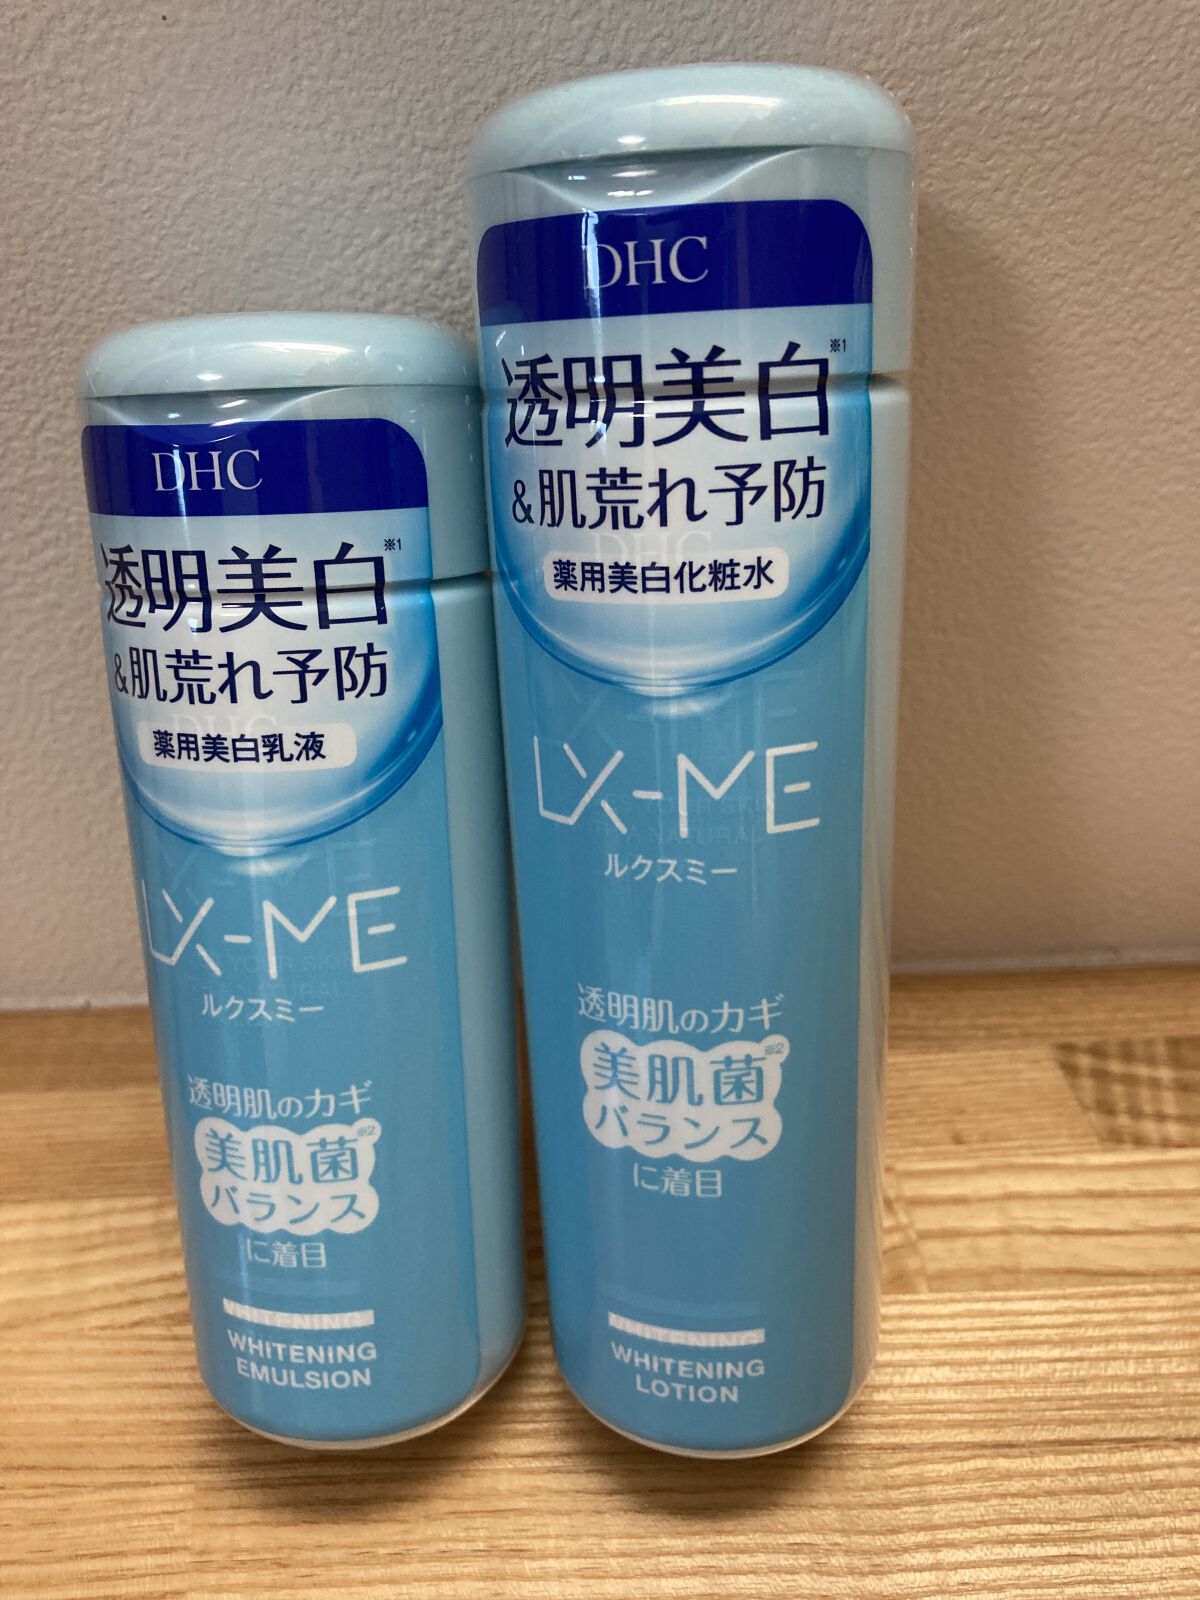 DHC
透明美白※1
&肌荒れ予防
薬用美白乳液
LX-ME
ルクスミー
透明肌のカギ
美肌菌※2
バランス
に着目
WHITENING
WHITENING
EMULSION
DHC
透明美白※1
&肌荒れ予防
薬用美白化粧水
LX-ME
ルクスミー
透明肌のカギ
美肌菌※2
バランス
に着目
WHITENING
WHITENING
LOTION